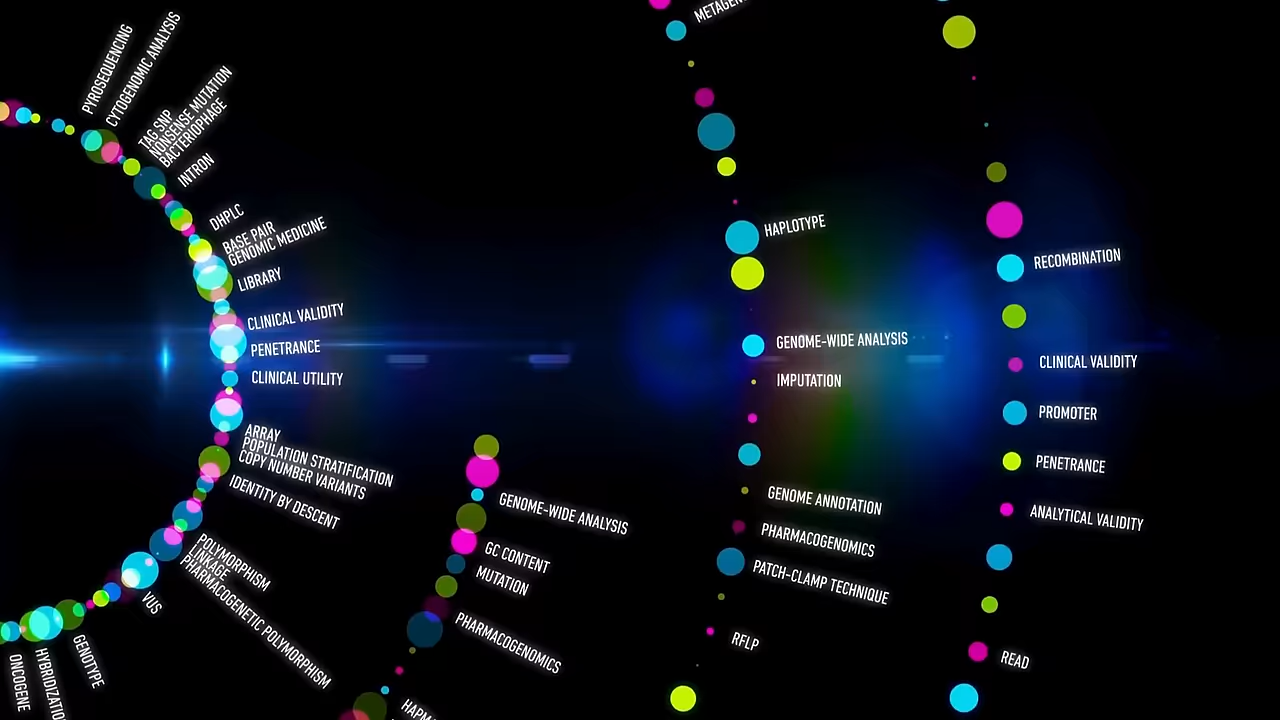 PYROSEQUENCING
CYTOGENOMIC ANALYSIS
TAG SNP
NONSENSE MUTATION
BACTERIOPHAGE
INTRON
DHPLC
BASE PAIR
GENOMIC MEDICINE
LIBRARY
CLINICAL VALIDITY
PENETRANCE
CLINICAL UTILITY
ARRAY
POPULATION STRATIFICATION
COPY NUMBER VARIANTS
IDENTITY BY DESCENT
POLYMORPHISM
LINKAGE
PHARMACOGENETIC POLYMORPHISM
VUS
GENOTYPE
HYBRIDIZATIO
ONCOGENE
GENOME-WIDE ANALYSIS
GC CONTENT
MUTATION
PHARMACOGENOMICS
HAPM
METAGEN
HAPLOTYPE
GENOME-WIDE ANALYSIS
IMPUTATION
GENOME ANNOTATION
PHARMACOGENOMICS
PATCH-CLAMP TECHNIQUE
RFLP
RECOMBINATION
CLINICAL VALIDITY
PROMOTER
PENETRANCE
ANALYTICAL VALIDITY
READ